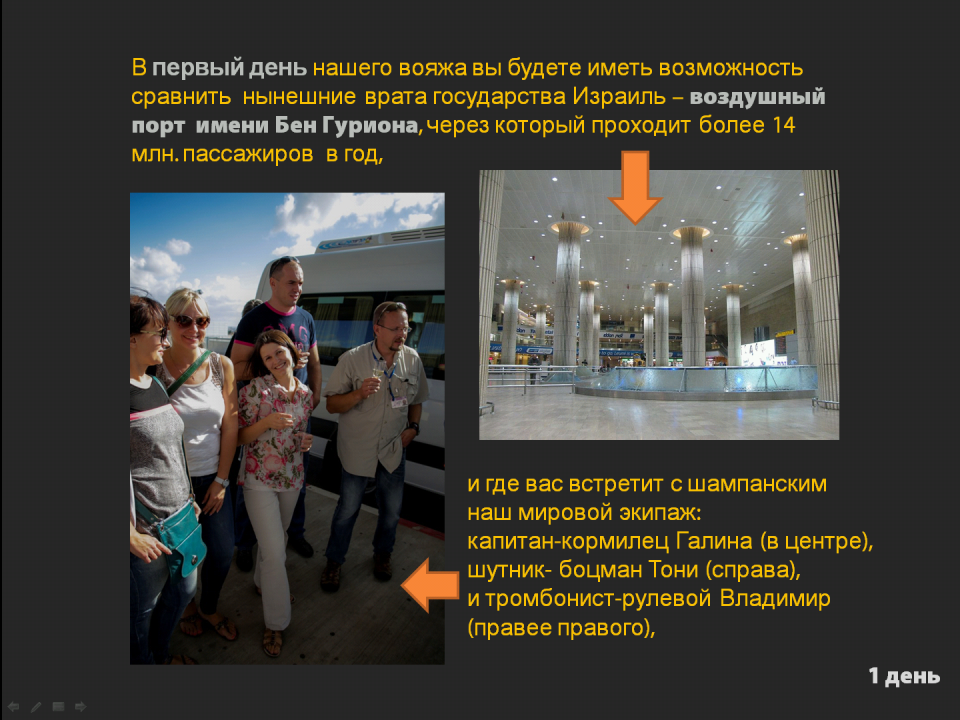 В первый день нашего вояжа вы будете иметь возможность
сравнить нынешние врата государства Израиль – воздушный
порт имени Бен Гуриона, через который проходит более 14
млн. пассажиров в год,
и где вас встретит с шампанским
наш мировой экипаж:
капитан-кормилец Галина (в центре),
шутник- боцман Тони (справа),
и тромбонист-рулевой Владимир
(правее правого),
1 день